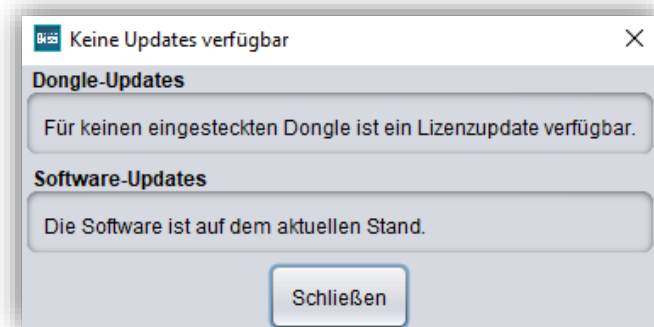 Keine Updates verfügbar
Dongle-Updates
Für keinen eingesteckten Dongle ist ein Lizenzupdate verfügbar.
Software-Updates
Die Software ist auf dem aktuellen Stand.
Schließen